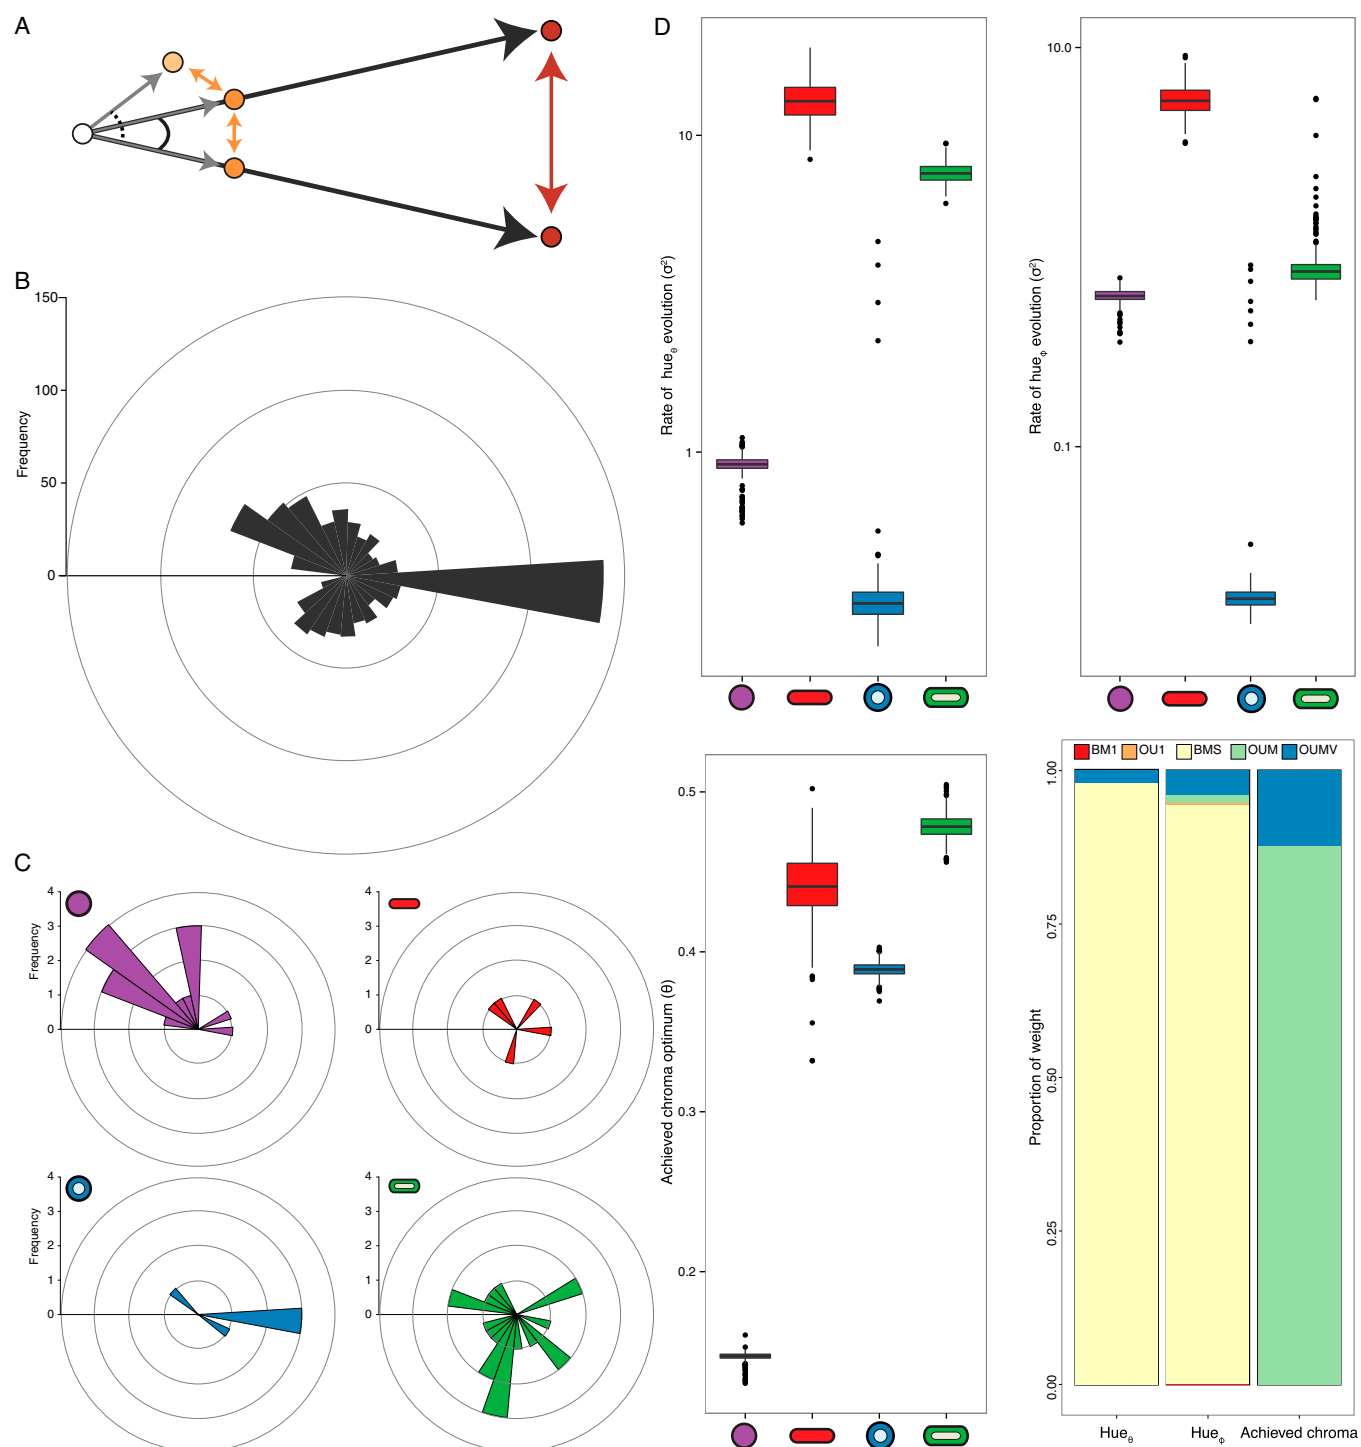 A
B
150
100
50
0
Frequency
C
4
3
2
1
0
Frequency
4
3
2
1
0
4
3
2
1
0
Frequency
4
3
2
1
0
D
10
1
Rate of hueθ evolution (σ²)
10.0
0.1
Rate of hueφ evolution (σ²)
0.5
0.4
0.3
0.2
Achieved chroma optimum (θ)
BM1 OU1 BMS OUM OUMV
1.00
0.75
0.50
0.25
0.00
Proportion of weight
Hueθ Hueφ Achieved chroma